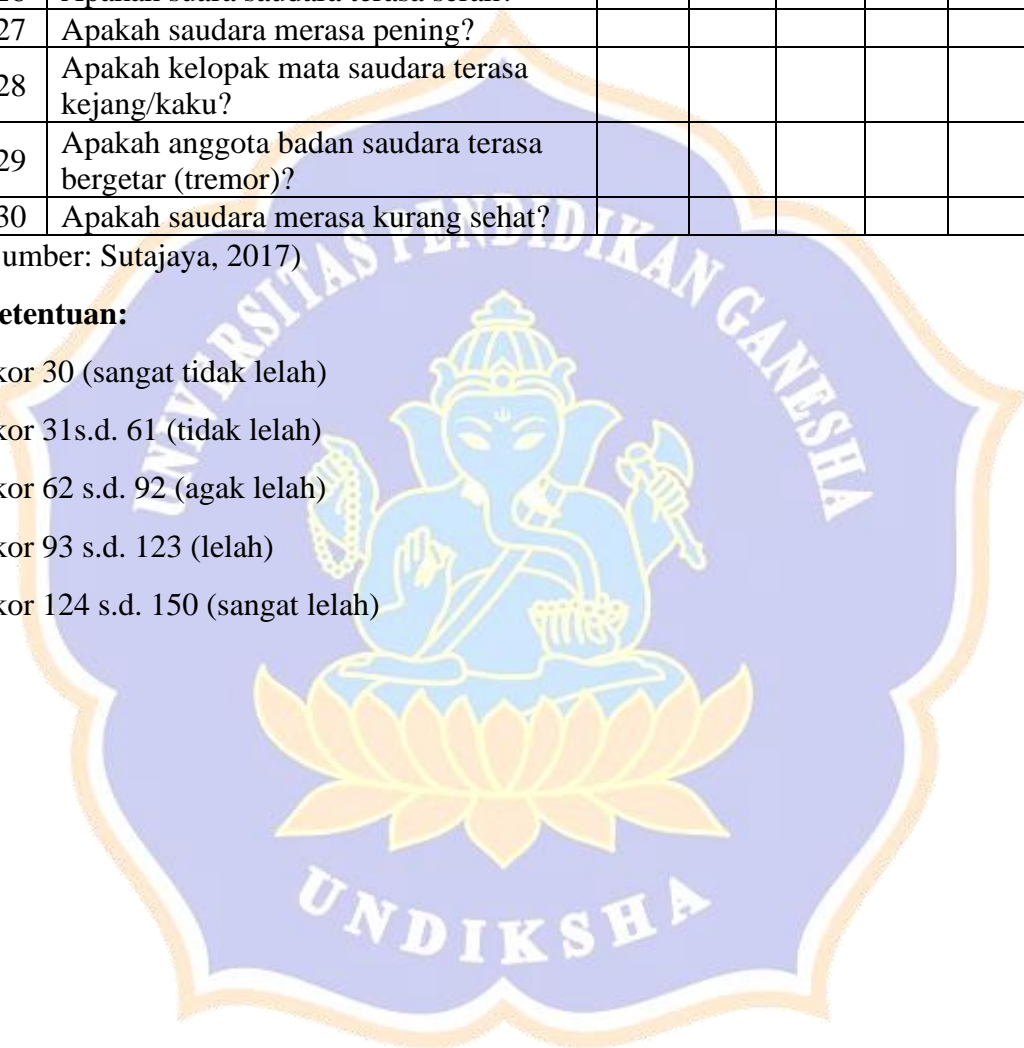 27 Apakah saudara merasa pening?
28 Apakah kelopak mata saudara terasa
kejang/kaku?
29 Apakah anggota badan saudara terasa
bergetar (tremor)?
30 Apakah saudara merasa kurang sehat?
umber: Sutajaya, 2017)
etentuan:
kor 30 (sangat tidak lelah)
kor 31s.d. 61 (tidak lelah)
kor 62 s.d. 92 (agak lelah)
kor 93 s.d. 123 (lelah)
kor 124 s.d. 150 (sangat lelah)
UNIVERSITAS PENDIDIKAN GANESHA
UNDIKSHA